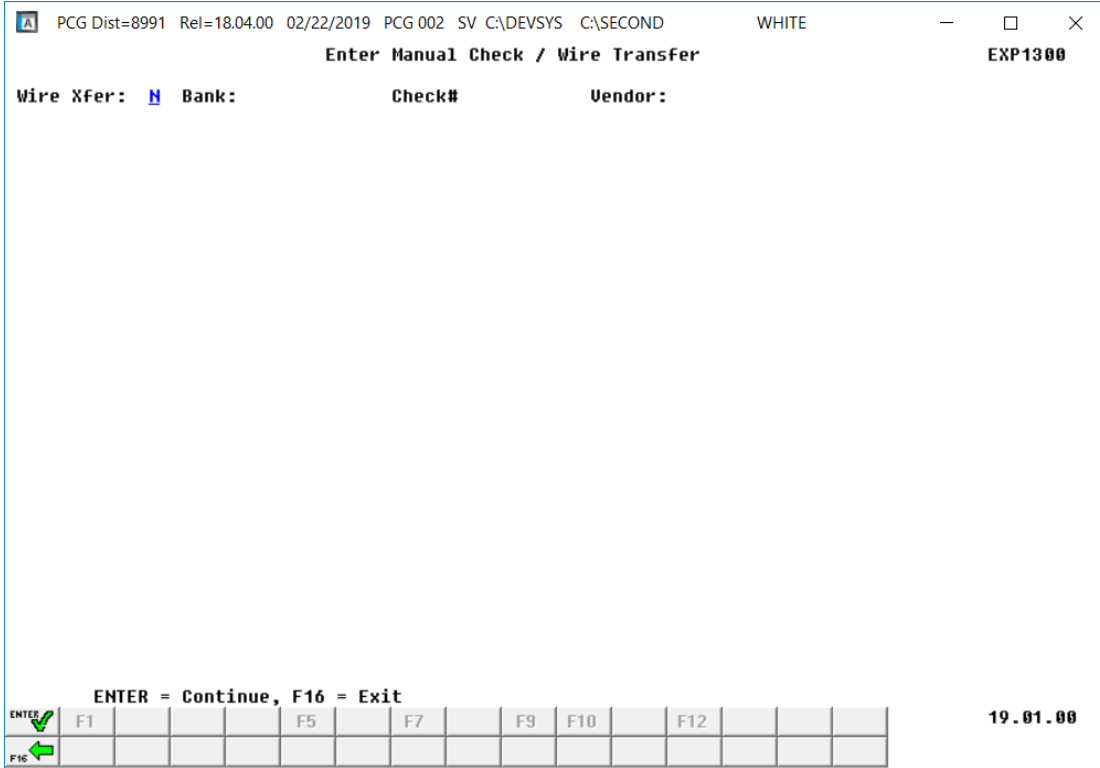 A PCG Dist=8991 Rel=18.04.00 02/22/2019 PCG 002 SV C:\DEVSYS C:\SECOND WHITE
Enter Manual Check / Wire Transfer EXP1300
Wire Xfer: N Bank: Check# Vendor:
ENTER = Continue, F16 = Exit
ENTER F1 F5 F7 F9 F10 F12 19.01.00
F16